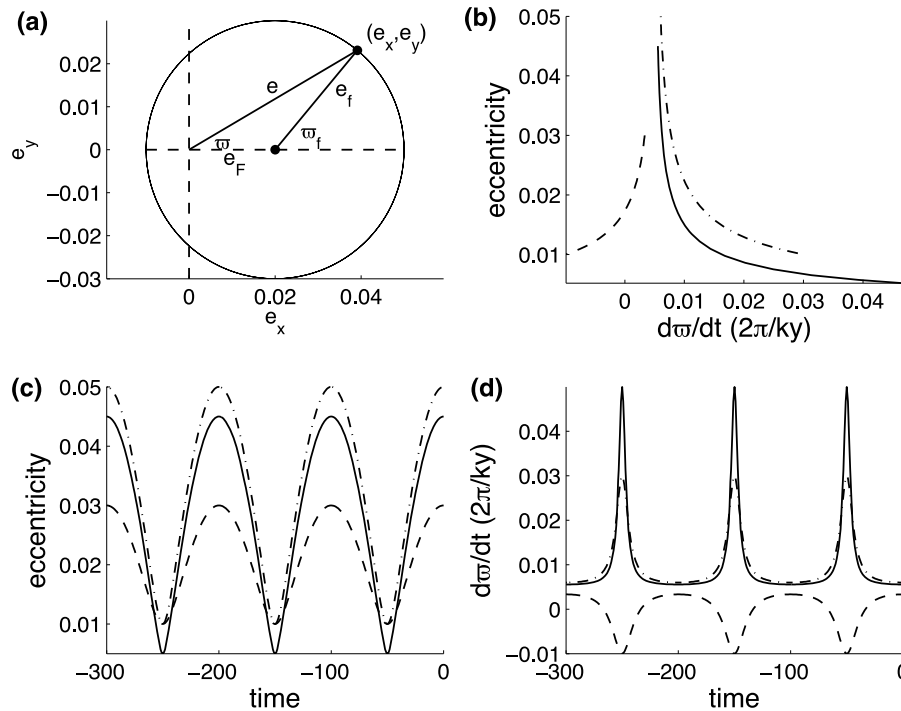 (a)
(e_x,e_y)
e
e_f
ϖ
ϖ_f
e_F
0.02
0.01
0
−0.01
−0.02
−0.03
e_y
0
0.02
0.04
e_x
(b)
0.05
0.04
0.03
0.02
0.01
eccentricity
0
0.01
0.02
0.03
0.04
dϖ/dt (2π/ky)
(c)
0.05
0.04
0.03
0.02
0.01
eccentricity
−300
−200
−100
0
time
(d)
0.05
0.04
0.03
0.02
0.01
0
−0.01
dϖ/dt (2π/ky)
−300
−200
−100
0
time